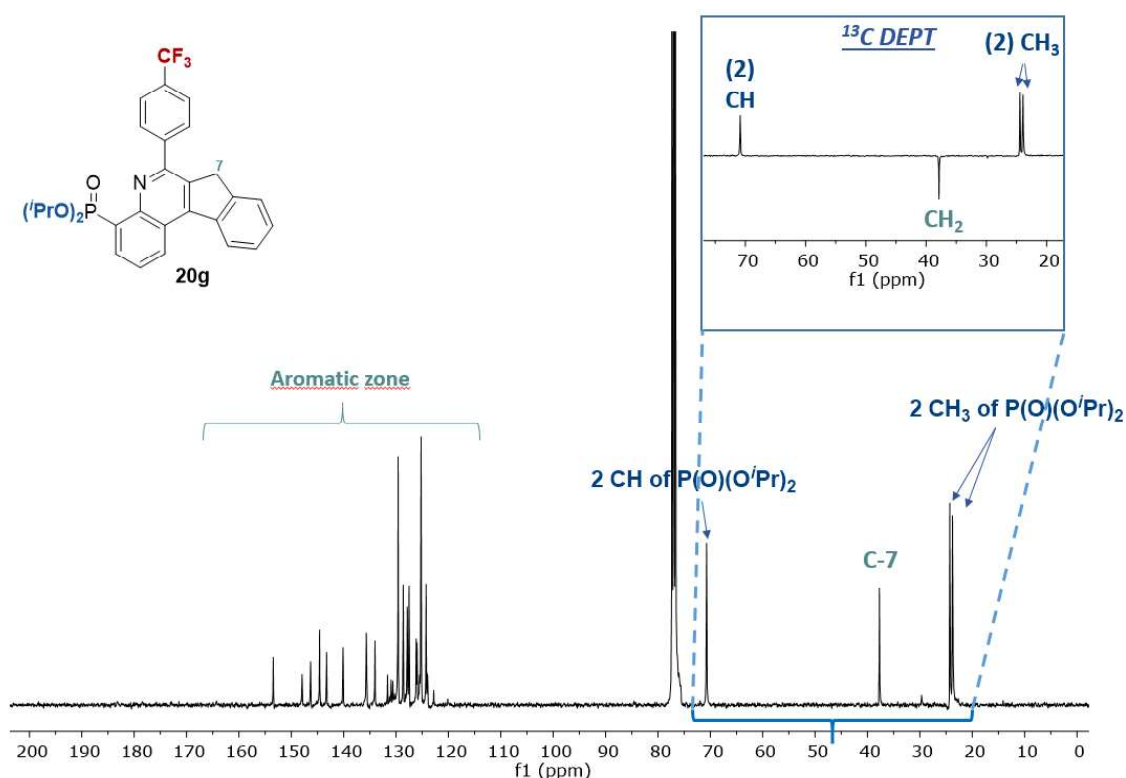 CF₃
7
O
N
(ⁱPrO)₂P
20g
¹³C DEPT
(2) CH
(2) CH₃
CH₂
70 60 50 40 30 20
f1 (ppm)
Aromatic zone
2 CH of P(O)(OⁱPr)₂
C-7
2 CH₃ of P(O)(OⁱPr)₂
200 190 180 170 160 150 140 130 120 110 100 90 80 70 60 50 40 30 20 10 0
f1 (ppm)